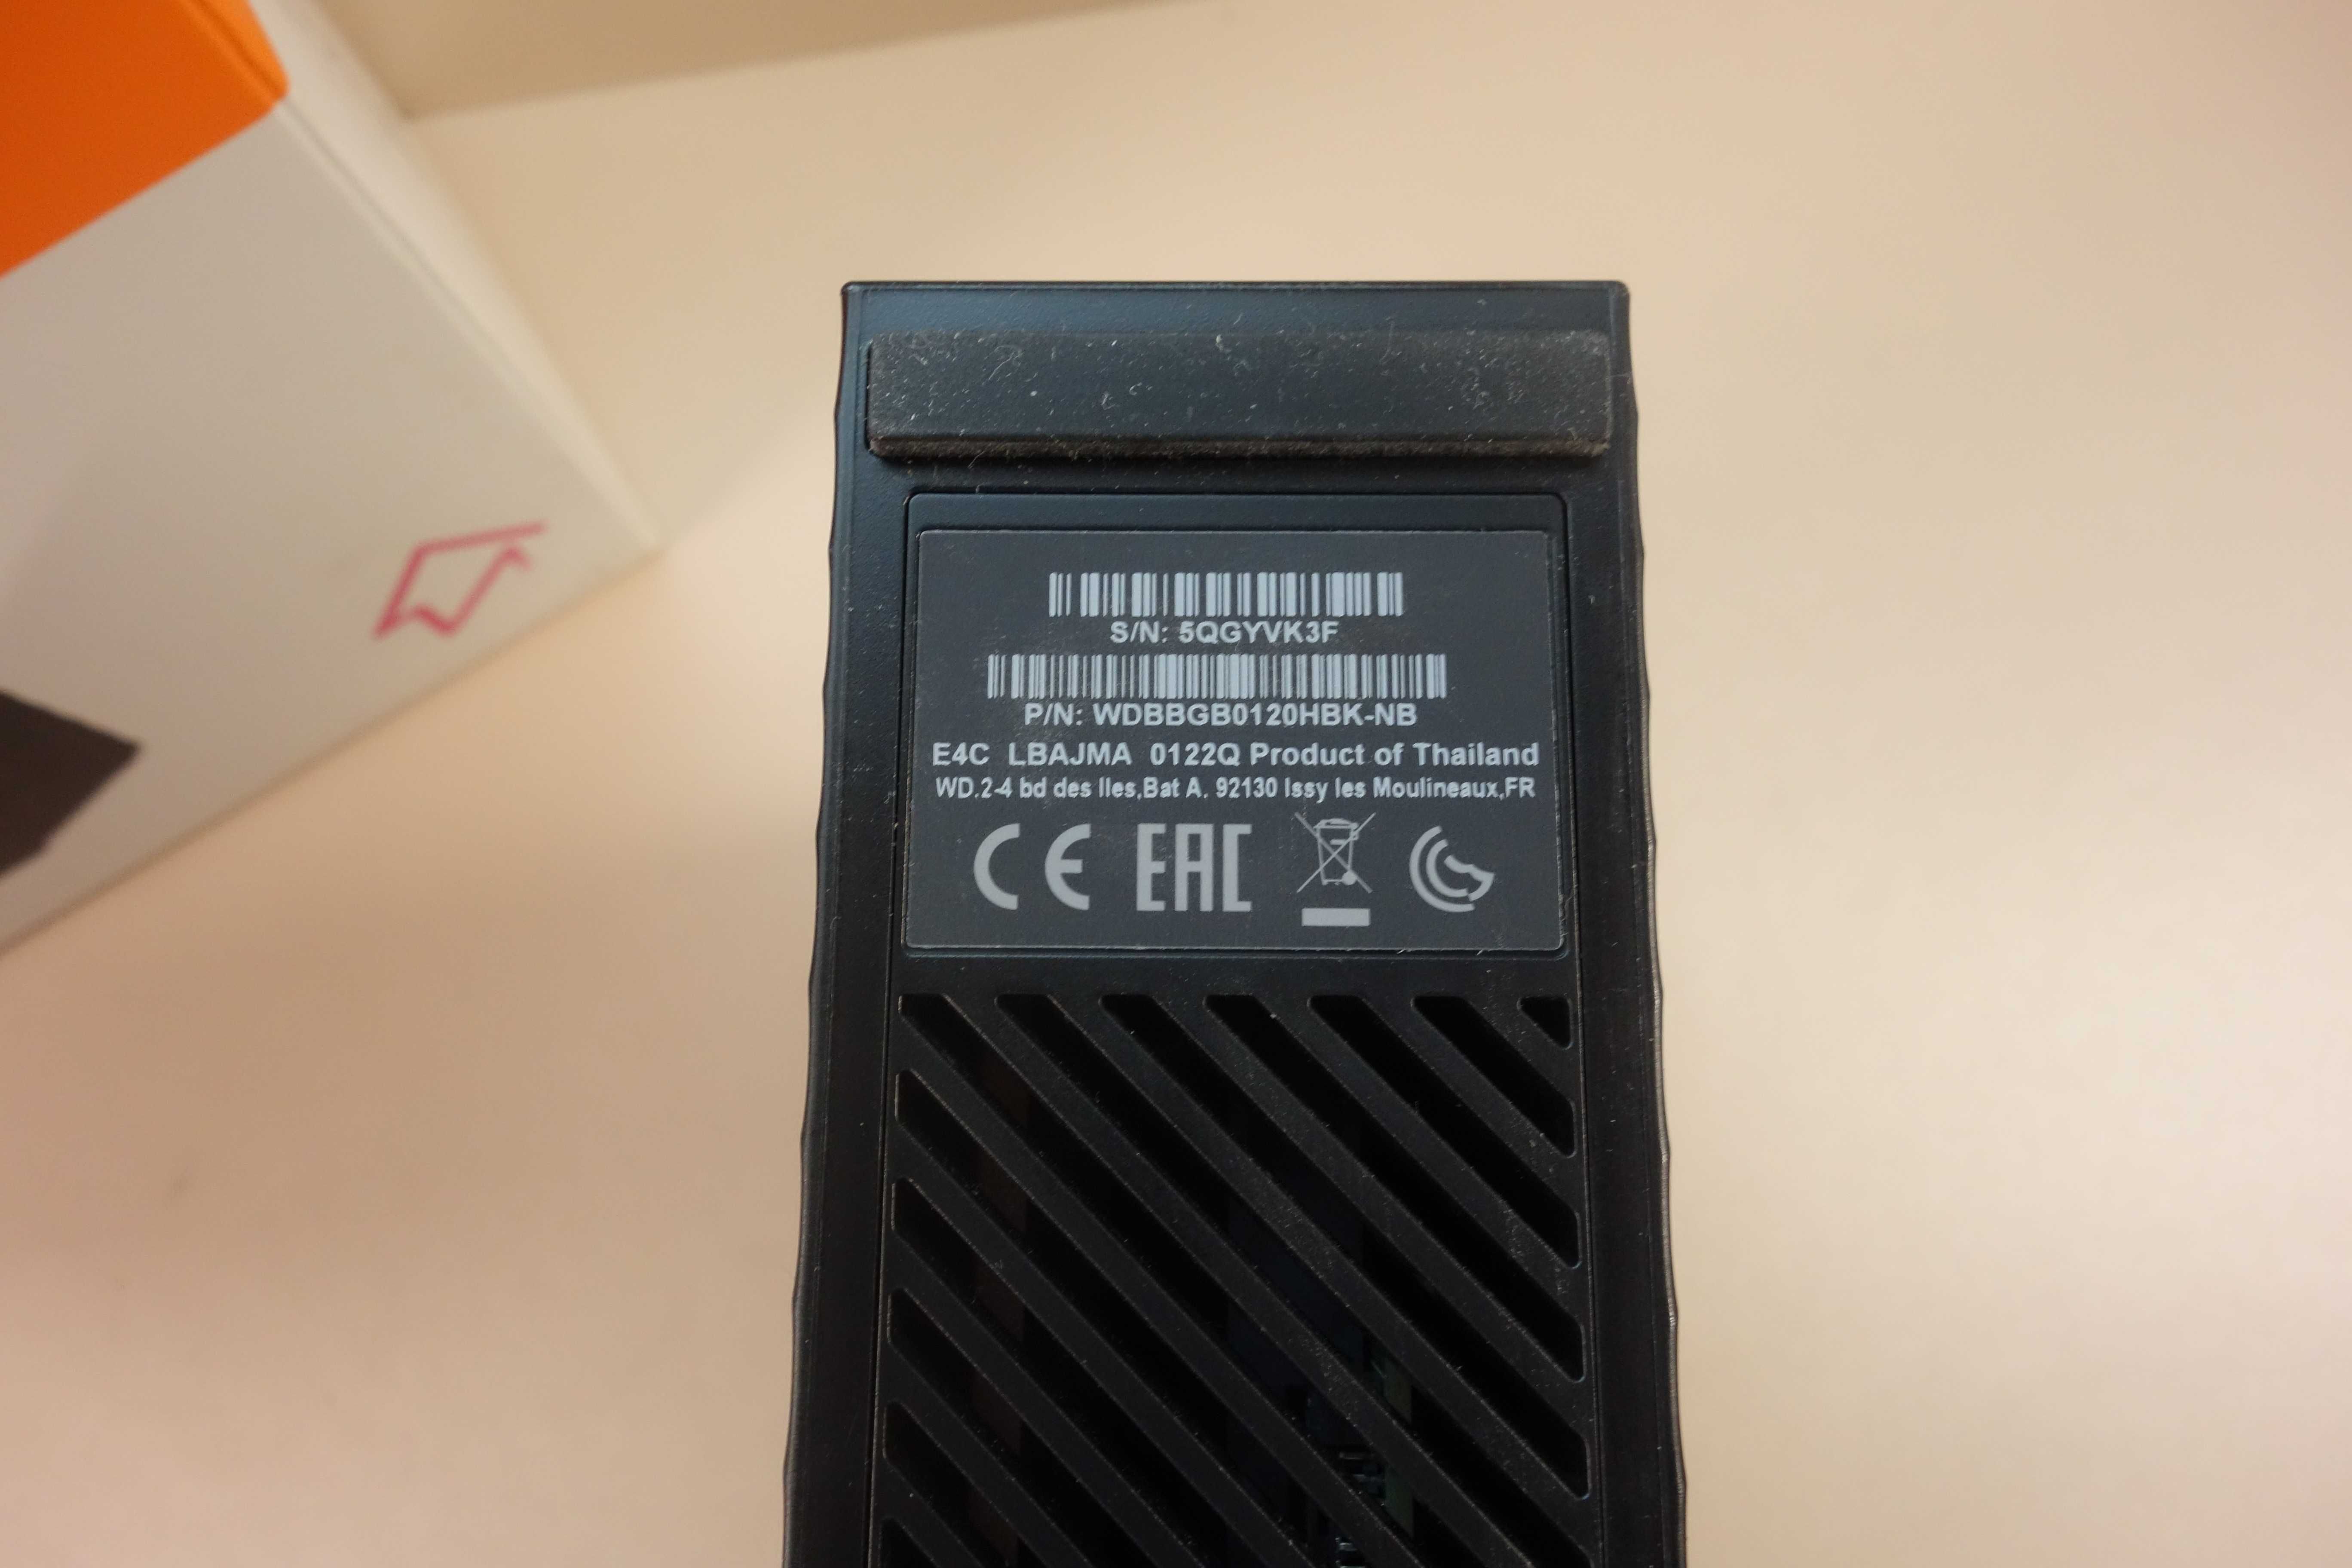 S/N: 5QGYVK3F
P/N: WDBBGB0120HBK-NB
E4C LBAJMA 0122Q Product of Thailand
WD.2-4 bd des Iles,Bat A. 92130 Issy les Moulineaux,FR
CE EAC